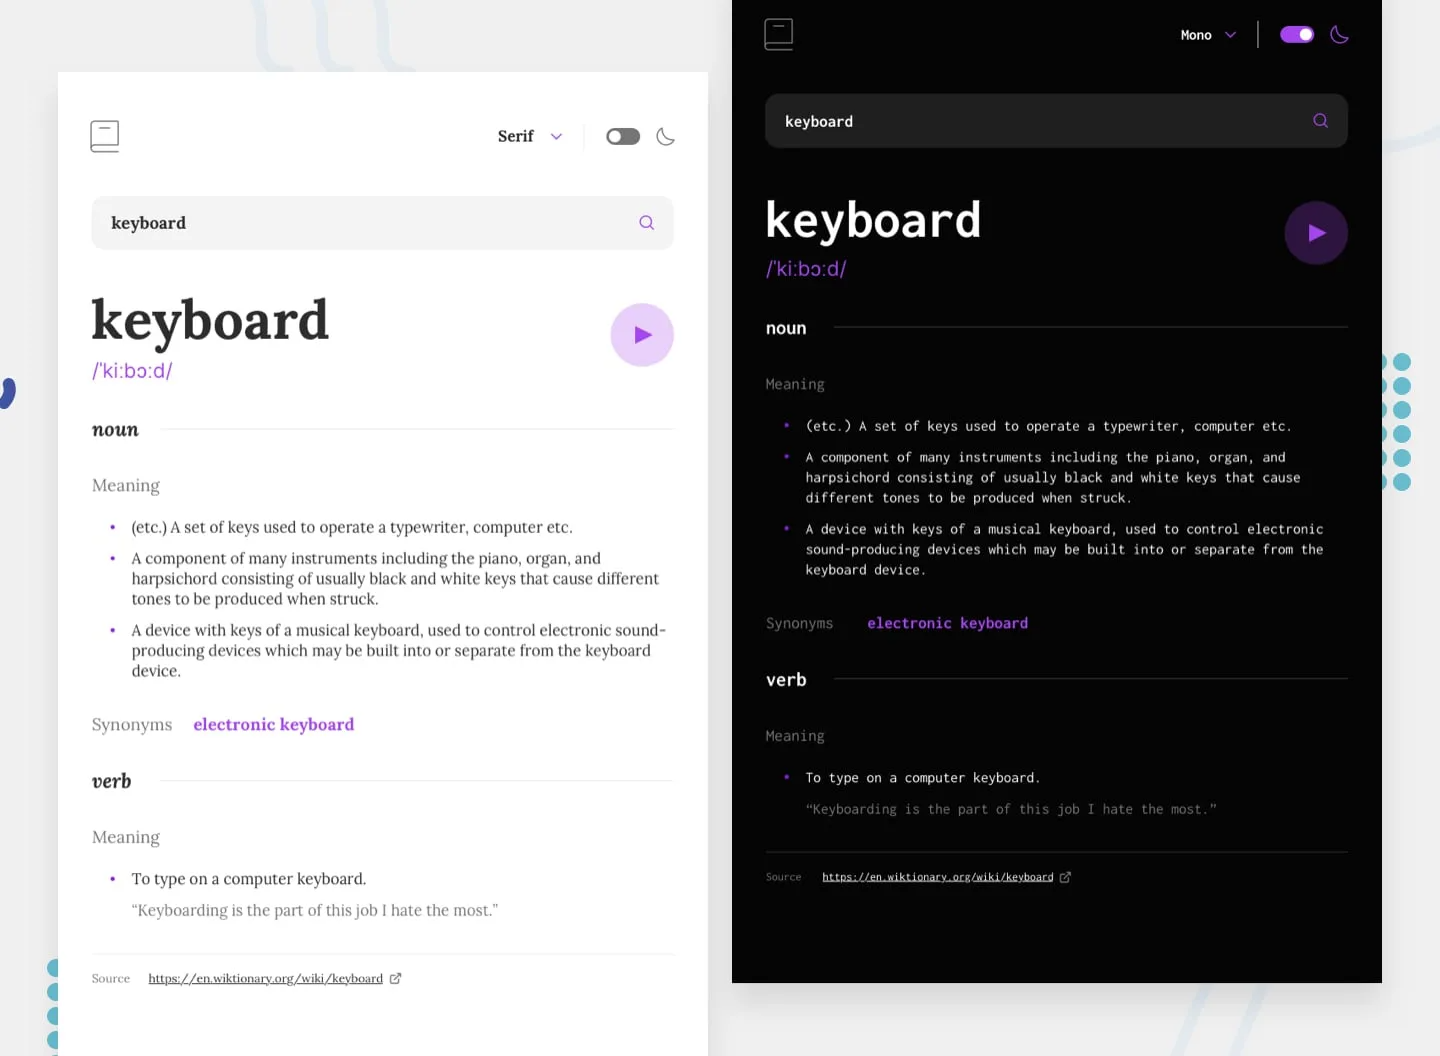 Serif
keyboard
keyboard
/ˈkiːbɔːd/
noun
Meaning
(etc.) A set of keys used to operate a typewriter, computer etc.
A component of many instruments including the piano, organ, and
harpsichord consisting of usually black and white keys that cause different
tones to be produced when struck.
A device with keys of a musical keyboard, used to control electronic sound-
producing devices which may be built into or separate from the keyboard
device.
Synonyms electronic keyboard
verb
Meaning
To type on a computer keyboard.
“Keyboarding is the part of this job I hate the most.”
Source https://en.wiktionary.org/wiki/keyboard
Mono
keyboard
keyboard
/ˈkiːbɔːd/
noun
Meaning
(etc.) A set of keys used to operate a typewriter, computer etc.
A component of many instruments including the piano, organ, and
harpsichord consisting of usually black and white keys that cause
different tones to be produced when struck.
A device with keys of a musical keyboard, used to control electronic
sound-producing devices which may be built into or separate from the
keyboard device.
Synonyms electronic keyboard
verb
Meaning
To type on a computer keyboard.
“Keyboarding is the part of this job I hate the most.”
Source https://en.wiktionary.org/wiki/keyboard